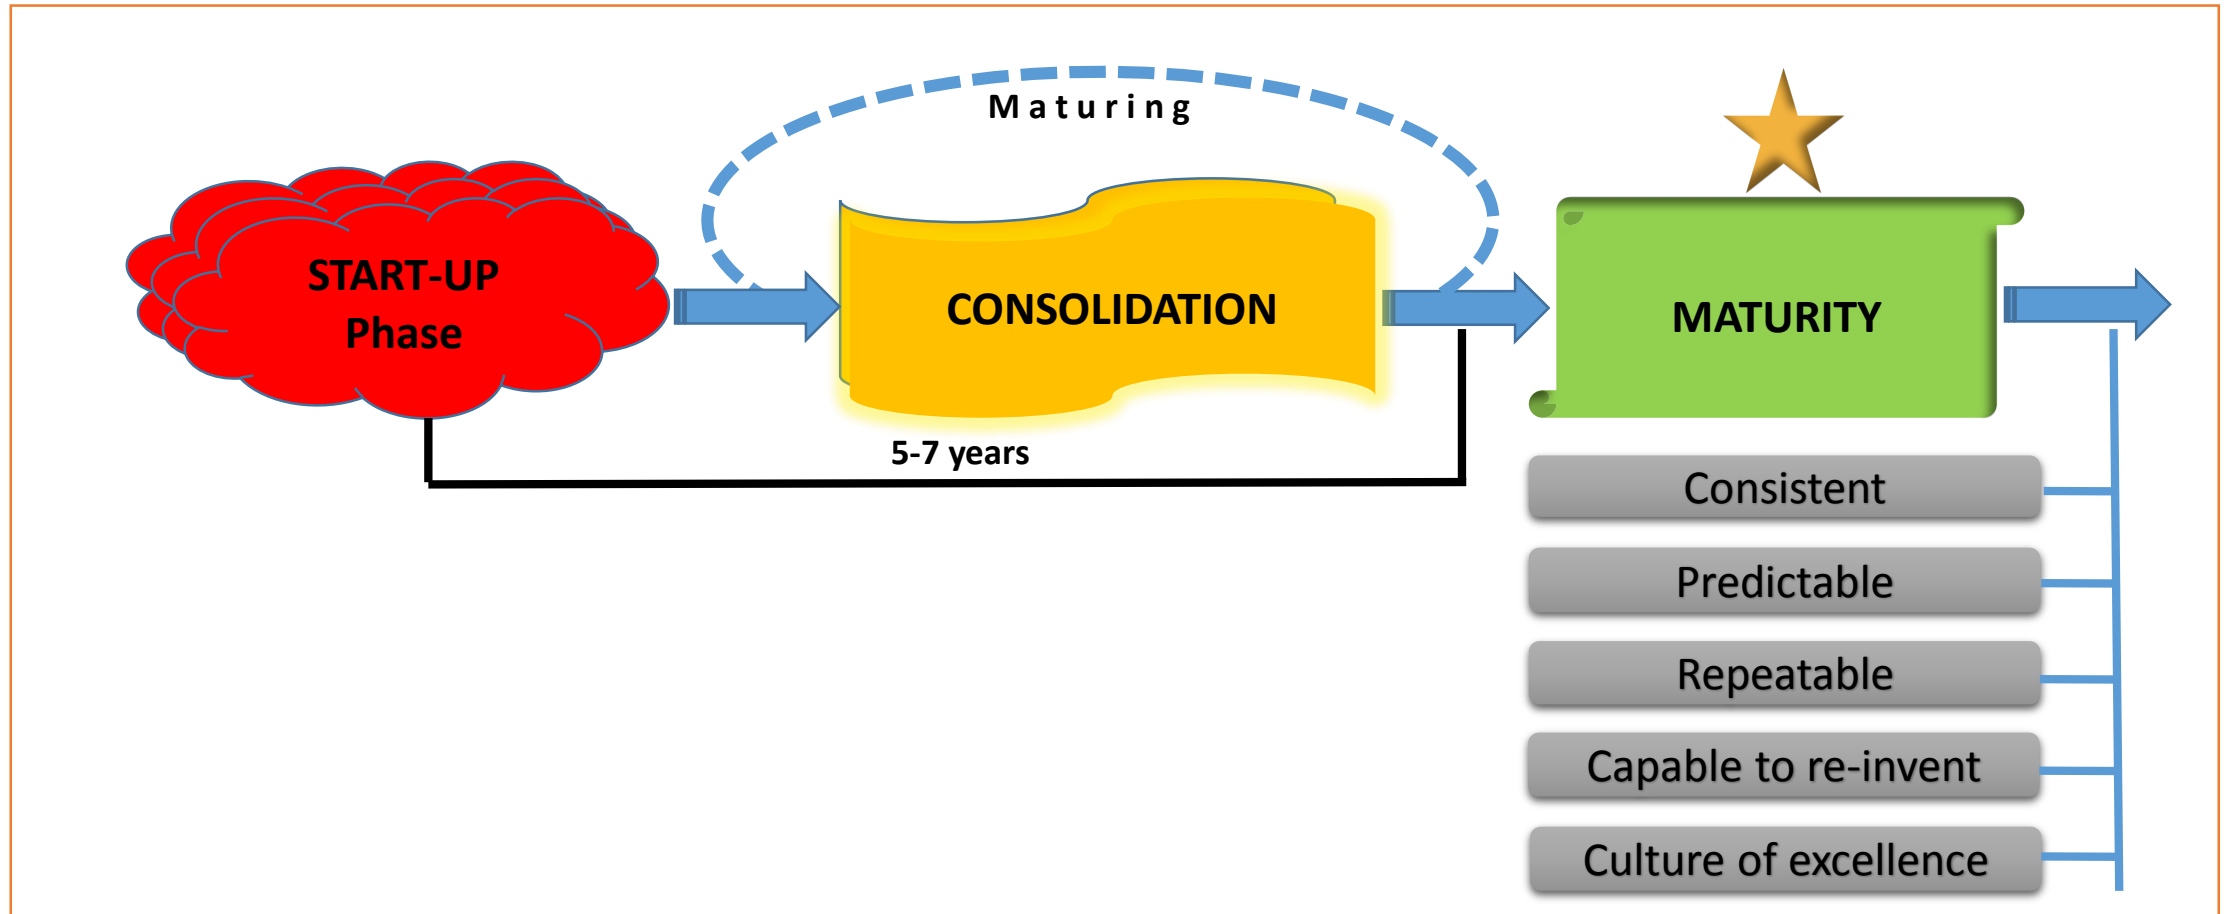 Maturing
START-UP
Phase
CONSOLIDATION
MATURITY
5-7 years
Consistent
Predictable
Repeatable
Capable to re-invent
Culture of excellence